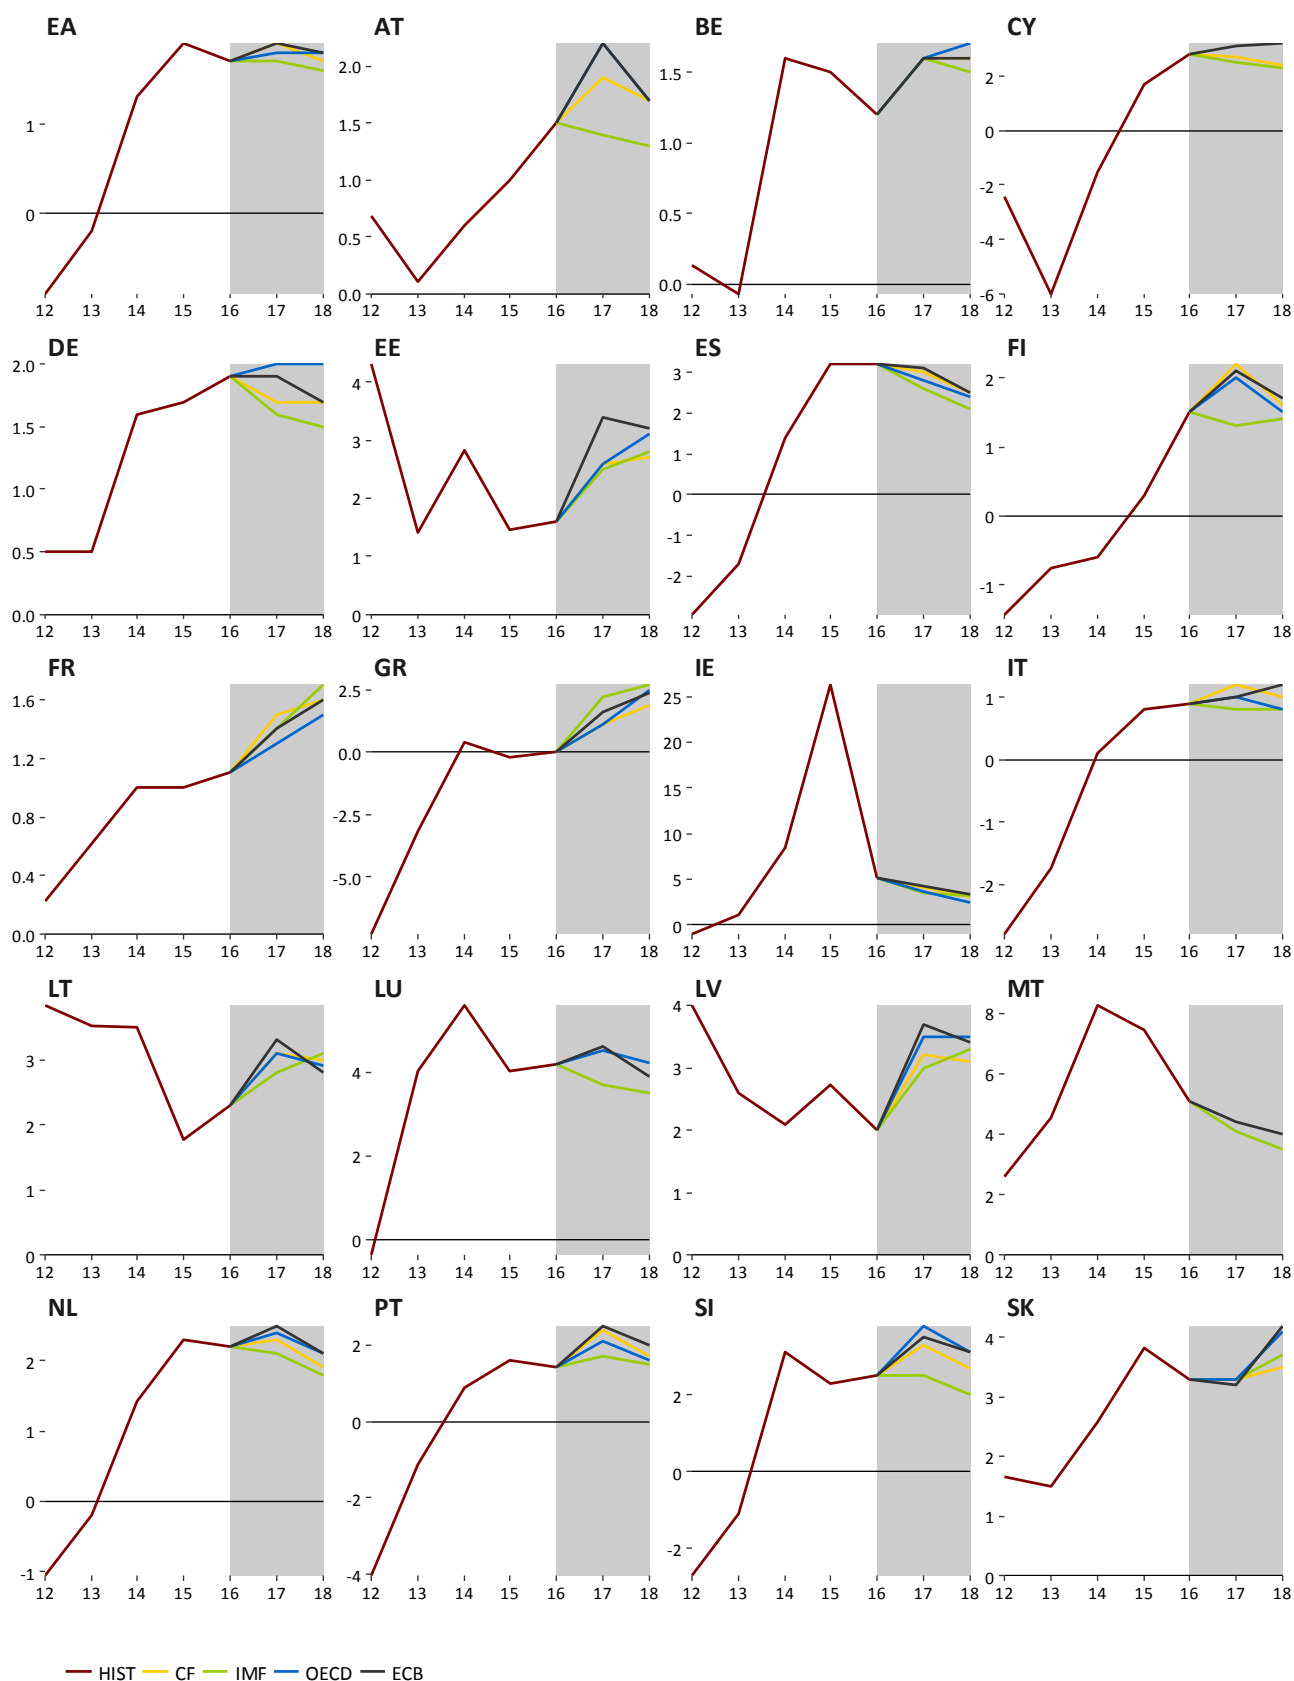 EA AT BE CY
1 0
2.0 1.5 1.0 0.5 0.0
1.5 1.0 0.5 0.0
2 0 -2 -4 -6
12 13 14 15 16 17 18 12 13 14 15 16 17 18 12 13 14 15 16 17 18 12 13 14 15 16 17 18
DE EE ES FI
2.0 1.5 1.0 0.5 0.0
4 3 2 1 0
3 2 1 0 -1 -2
2 1 0 -1
12 13 14 15 16 17 18 12 13 14 15 16 17 18 12 13 14 15 16 17 18 12 13 14 15 16 17 18
FR GR IE IT
1.6 1.2 0.8 0.4 0.0
2.5 0.0 -2.5 -5.0
25 20 15 10 5 0
1 0 -1 -2
12 13 14 15 16 17 18 12 13 14 15 16 17 18 12 13 14 15 16 17 18 12 13 14 15 16 17 18
LT LU LV MT
3 2 1 0
4 2 0
4 3 2 1 0
8 6 4 2 0
12 13 14 15 16 17 18 12 13 14 15 16 17 18 12 13 14 15 16 17 18 12 13 14 15 16 17 18
NL PT SI SK
2 1 0 -1
2 0 -2 -4
2 0 -2
4 3 2 1 0
12 13 14 15 16 17 18 12 13 14 15 16 17 18 12 13 14 15 16 17 18 12 13 14 15 16 17 18
HIST CF IMF OECD ECB